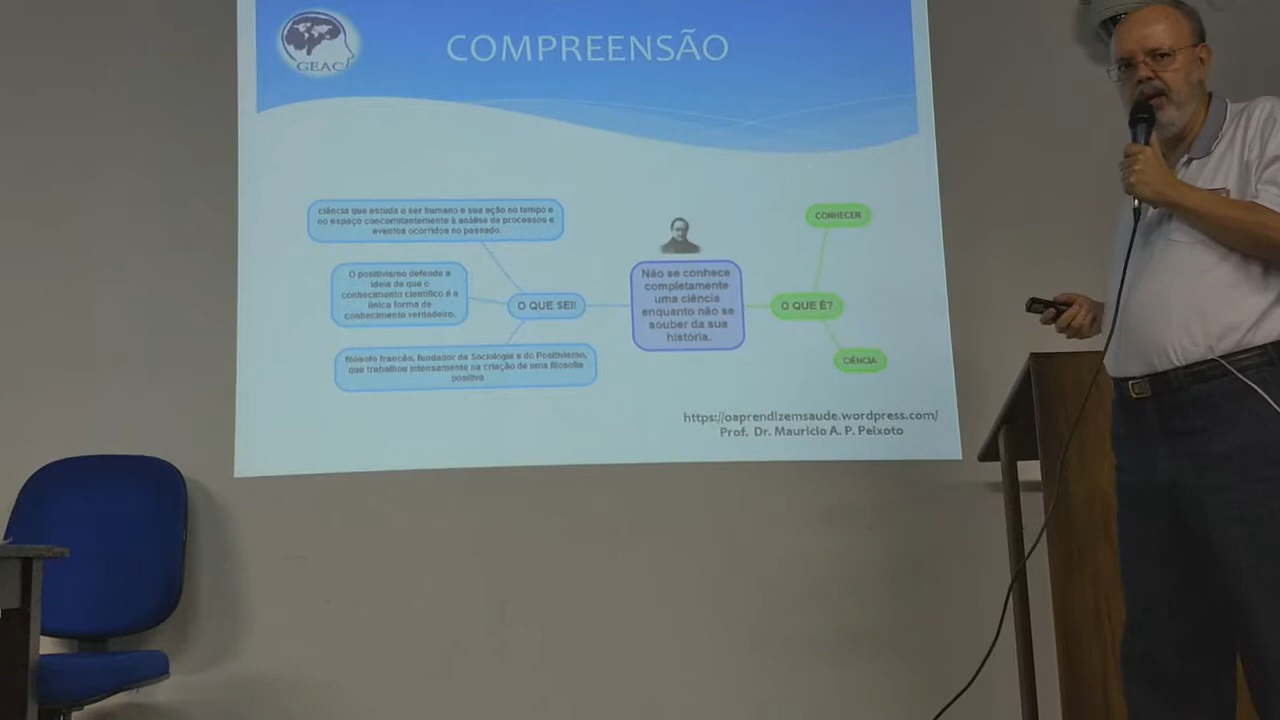 GEAC
COMPREENSÃO
ciência que estuda o ser humano e sua ação no tempo e
no espaço concomitantemente à análise de processos e
eventos ocorridos no passado.
O positivismo defende a
ideia de que o
conhecimento científico é a
única forma de
conhecimento verdadeiro.
filósofo francês, fundador da Sociologia e do Positivismo,
que trabalhou intensamente na criação de uma filosofia
positiva
O QUE SEI!
Não se conhece
completamente
uma ciência
enquanto não se
souber da sua
história.
O QUE É?
CONHECER
CIÊNCIA
https://oaprendizemsaude.wordpress.com/
Prof. Dr. Mauricio A. P. Peixoto